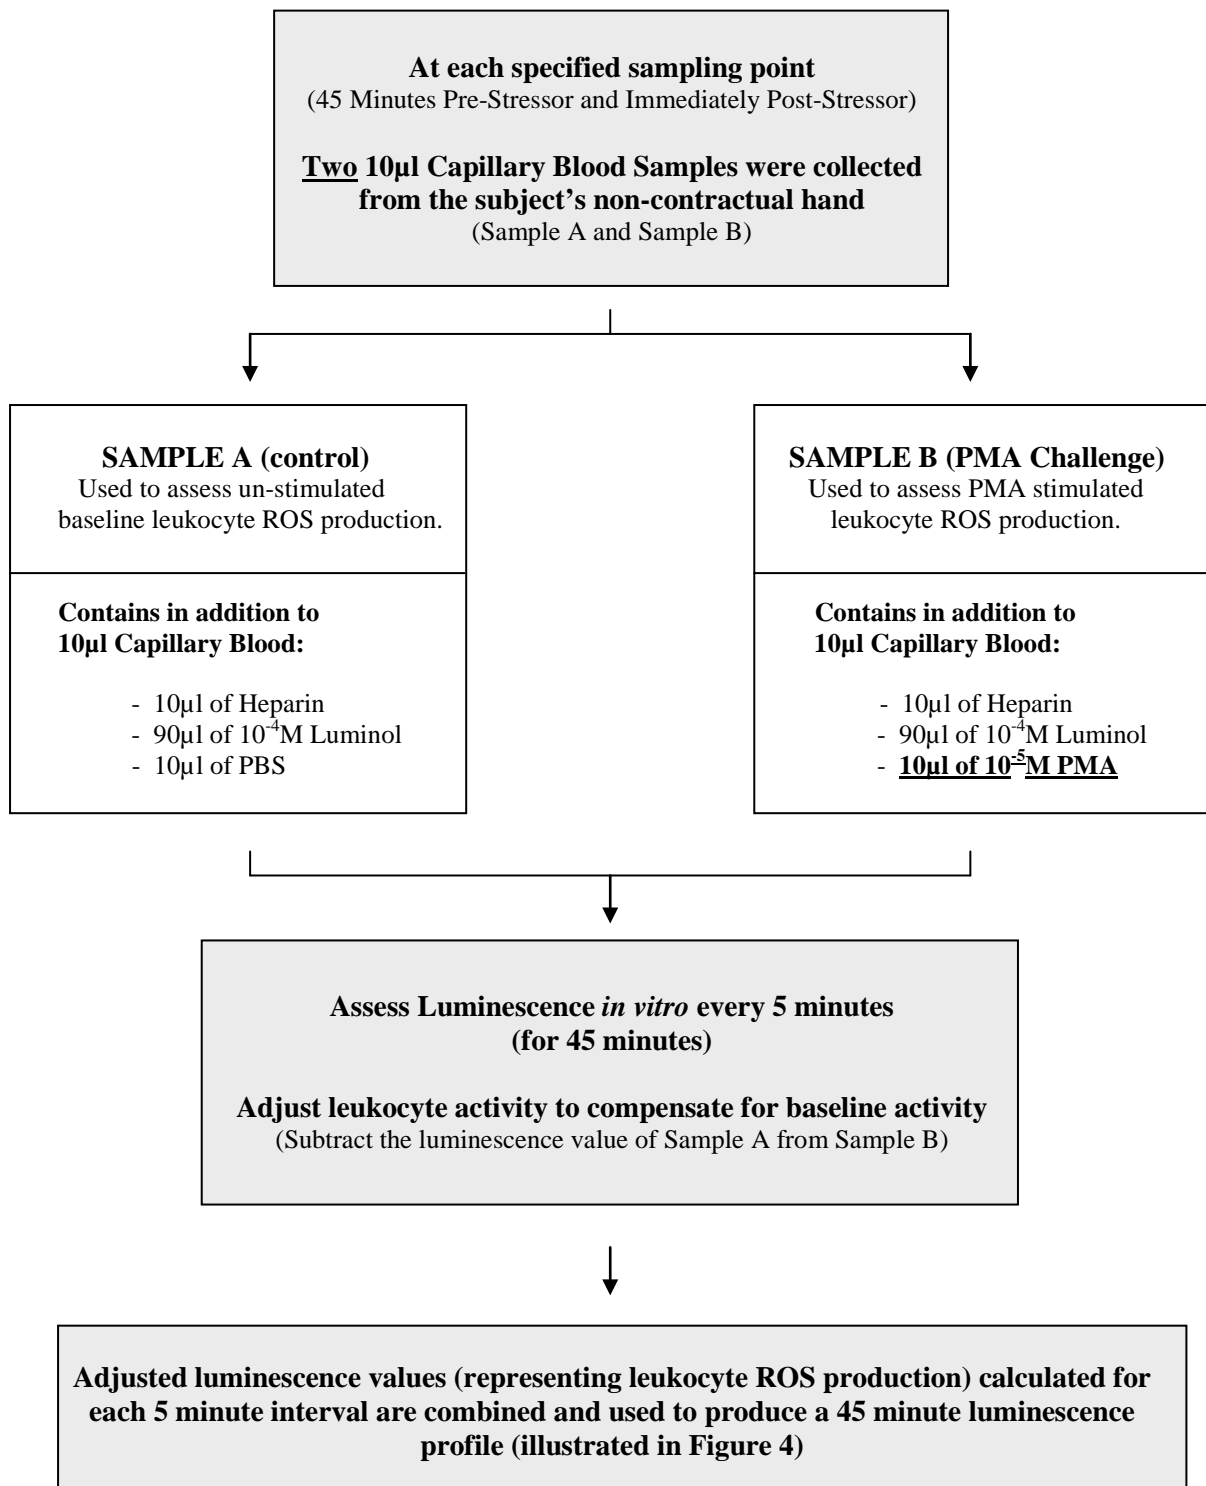 At each specified sampling point
(45 Minutes Pre-Stressor and Immediately Post-Stressor)
Two 10µl Capillary Blood Samples were collected
from the subject's non-contractual hand
(Sample A and Sample B)
SAMPLE A (control)
Used to assess un-stimulated
baseline leukocyte ROS production.
Contains in addition to
10µl Capillary Blood:
- 10µl of Heparin
- 90µl of 10⁻⁴M Luminol
- 10µl of PBS
SAMPLE B (PMA Challenge)
Used to assess PMA stimulated
leukocyte ROS production.
Contains in addition to
10µl Capillary Blood:
- 10µl of Heparin
- 90µl of 10⁻⁴M Luminol
- 10µl of 10⁻⁵M PMA
Assess Luminescence in vitro every 5 minutes
(for 45 minutes)
Adjust leukocyte activity to compensate for baseline activity
(Subtract the luminescence value of Sample A from Sample B)
Adjusted luminescence values (representing leukocyte ROS production) calculated for
each 5 minute interval are combined and used to produce a 45 minute luminescence
profile (illustrated in Figure 4)